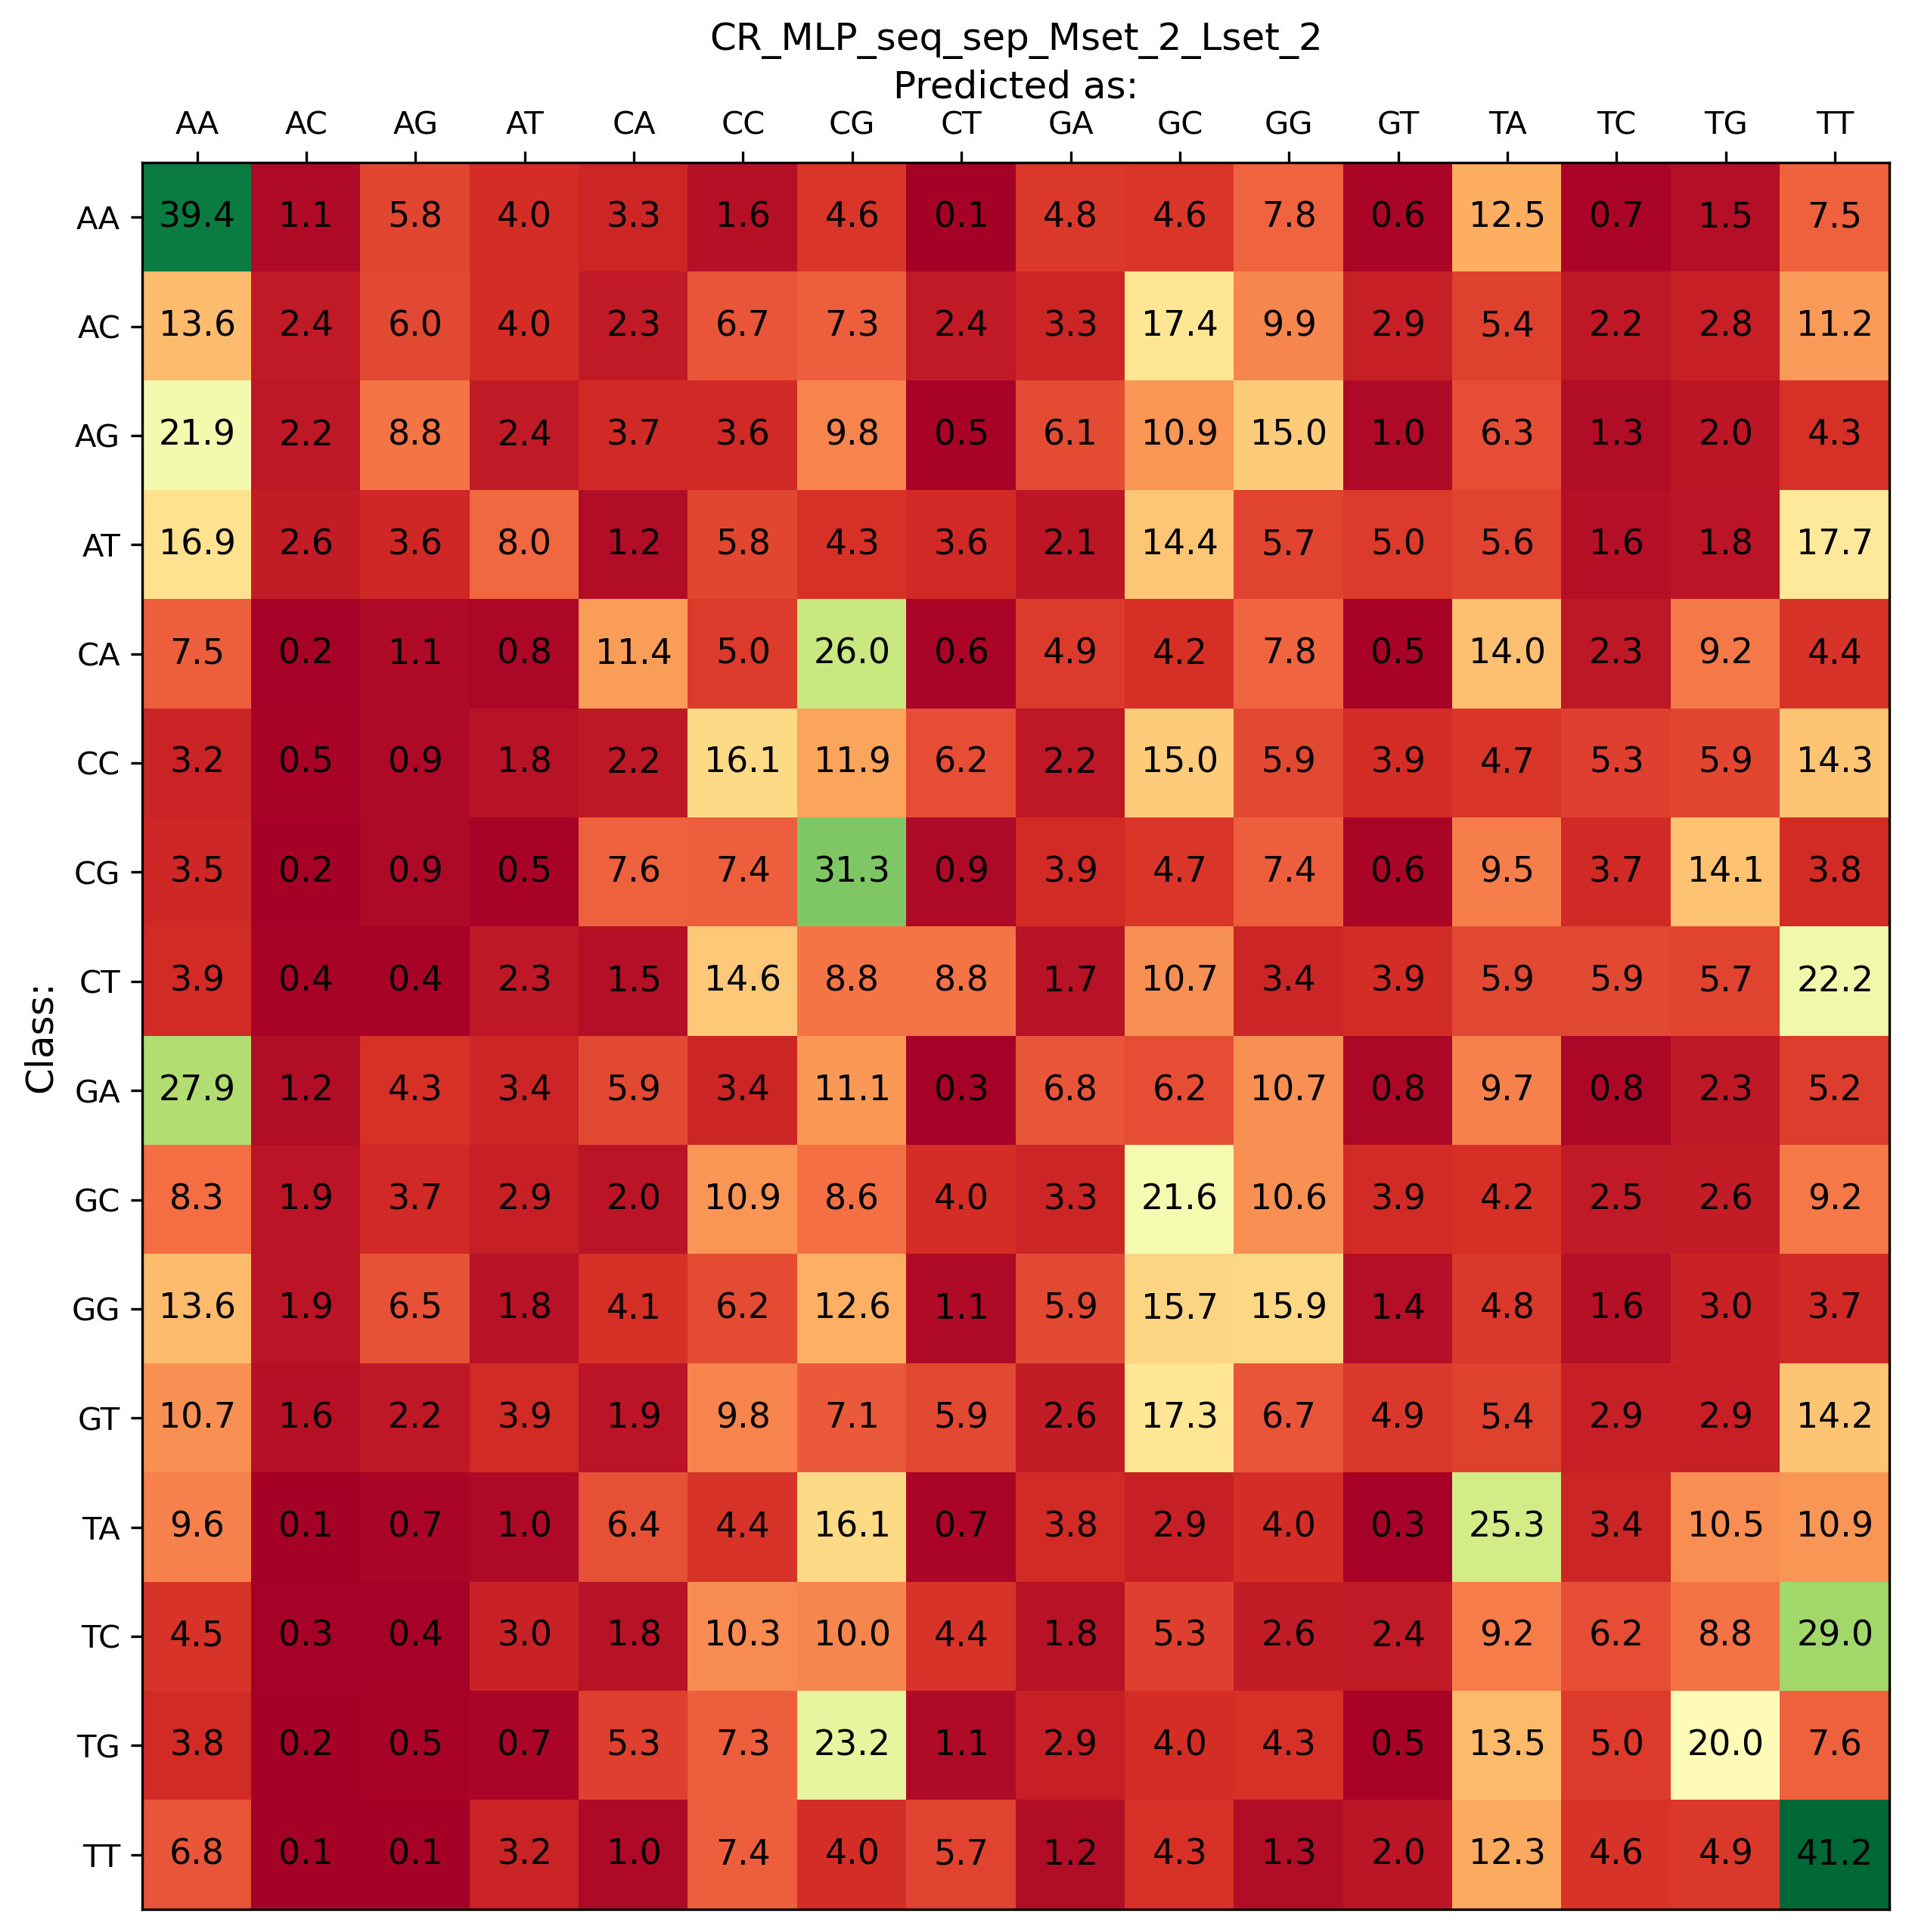 CR_MLP_seq_sep_Mset_2_Lset_2
Predicted as:
AA AC AG AT CA CC CG CT GA GC GG GT TA TC TG TT
AA 39.4 1.1 5.8 4.0 3.3 1.6 4.6 0.1 4.8 4.6 7.8 0.6 12.5 0.7 1.5 7.5
AC 13.6 2.4 6.0 4.0 2.3 6.7 7.3 2.4 3.3 17.4 9.9 2.9 5.4 2.2 2.8 11.2
AG 21.9 2.2 8.8 2.4 3.7 3.6 9.8 0.5 6.1 10.9 15.0 1.0 6.3 1.3 2.0 4.3
AT 16.9 2.6 3.6 8.0 1.2 5.8 4.3 3.6 2.1 14.4 5.7 5.0 5.6 1.6 1.8 17.7
CA 7.5 0.2 1.1 0.8 11.4 5.0 26.0 0.6 4.9 4.2 7.8 0.5 14.0 2.3 9.2 4.4
CC 3.2 0.5 0.9 1.8 2.2 16.1 11.9 6.2 2.2 15.0 5.9 3.9 4.7 5.3 5.9 14.3
CG 3.5 0.2 0.9 0.5 7.6 7.4 31.3 0.9 3.9 4.7 7.4 0.6 9.5 3.7 14.1 3.8
CT 3.9 0.4 0.4 2.3 1.5 14.6 8.8 8.8 1.7 10.7 3.4 3.9 5.9 5.9 5.7 22.2
Class:
GA 27.9 1.2 4.3 3.4 5.9 3.4 11.1 0.3 6.8 6.2 10.7 0.8 9.7 0.8 2.3 5.2
GC 8.3 1.9 3.7 2.9 2.0 10.9 8.6 4.0 3.3 21.6 10.6 3.9 4.2 2.5 2.6 9.2
GG 13.6 1.9 6.5 1.8 4.1 6.2 12.6 1.1 5.9 15.7 15.9 1.4 4.8 1.6 3.0 3.7
GT 10.7 1.6 2.2 3.9 1.9 9.8 7.1 5.9 2.6 17.3 6.7 4.9 5.4 2.9 2.9 14.2
TA 9.6 0.1 0.7 1.0 6.4 4.4 16.1 0.7 3.8 2.9 4.0 0.3 25.3 3.4 10.5 10.9
TC 4.5 0.3 0.4 3.0 1.8 10.3 10.0 4.4 1.8 5.3 2.6 2.4 9.2 6.2 8.8 29.0
TG 3.8 0.2 0.5 0.7 5.3 7.3 23.2 1.1 2.9 4.0 4.3 0.5 13.5 5.0 20.0 7.6
TT 6.8 0.1 0.1 3.2 1.0 7.4 4.0 5.7 1.2 4.3 1.3 2.0 12.3 4.6 4.9 41.2